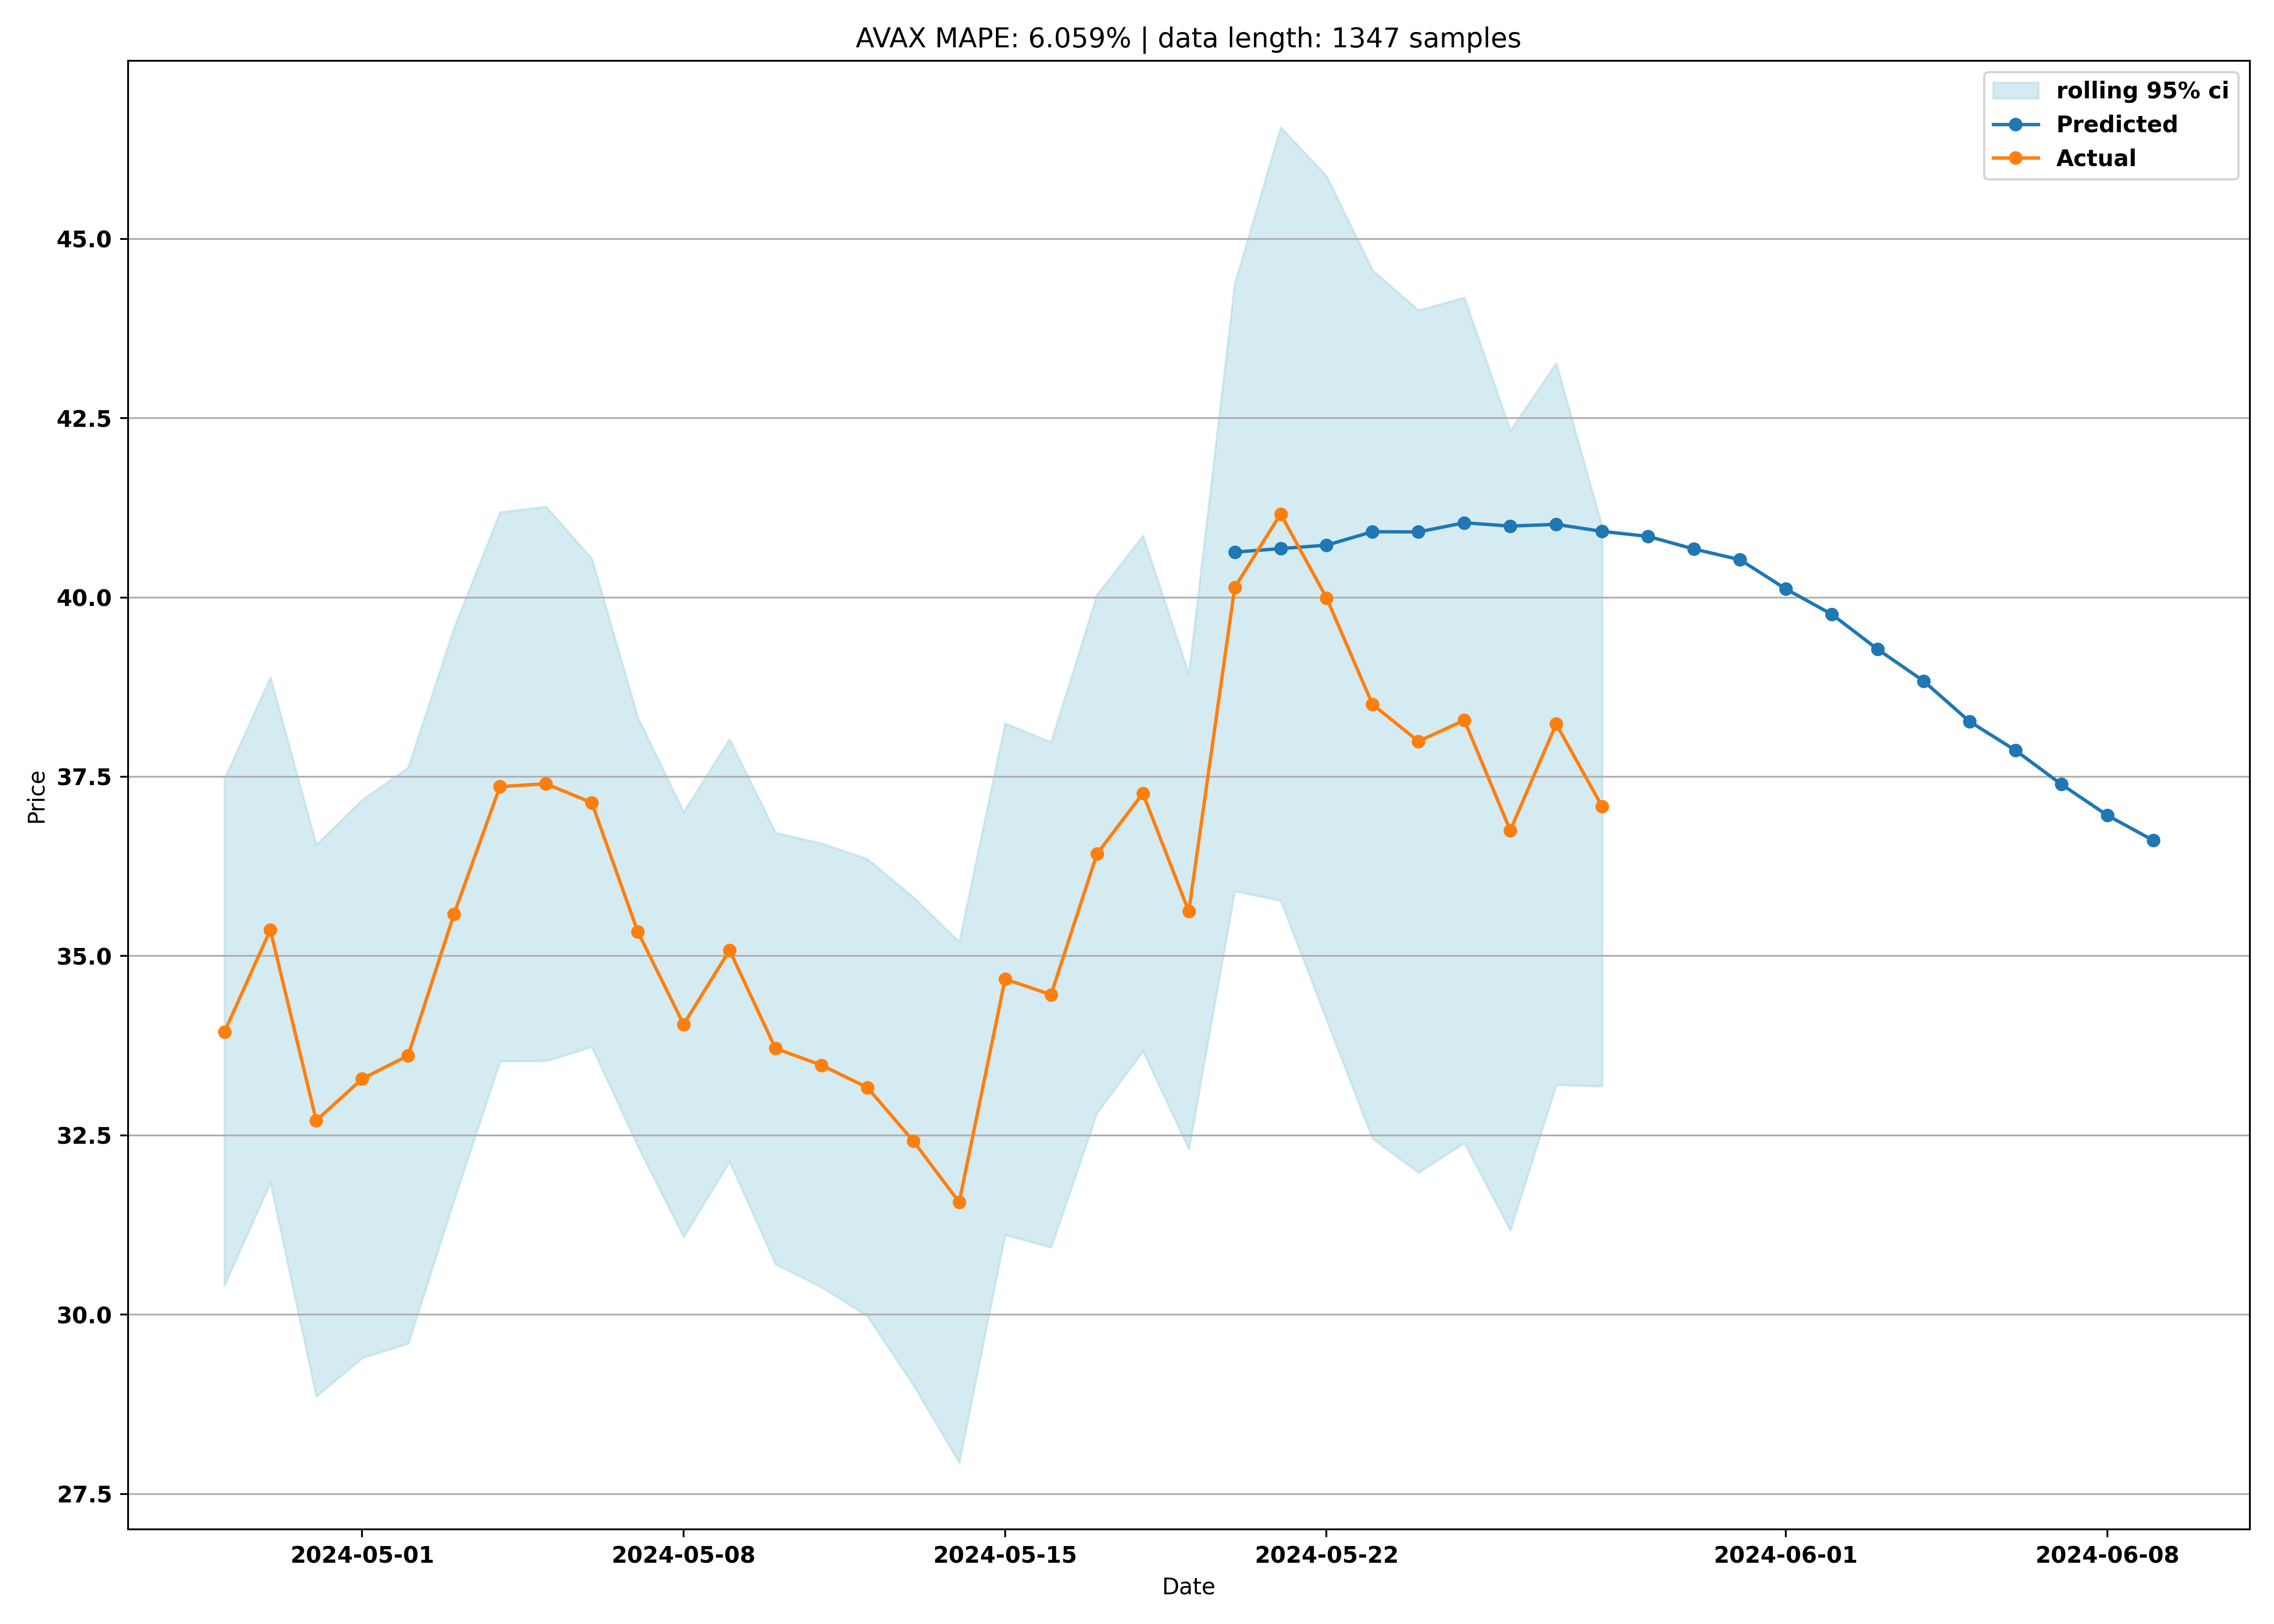 AVAX MAPE: 6.059% | data length: 1347 samples
rolling 95% ci
Predicted
Actual
45.0
42.5
40.0
37.5
35.0
32.5
30.0
27.5
Price
2024-05-01
2024-05-08
2024-05-15
2024-05-22
2024-06-01
2024-06-08
Date